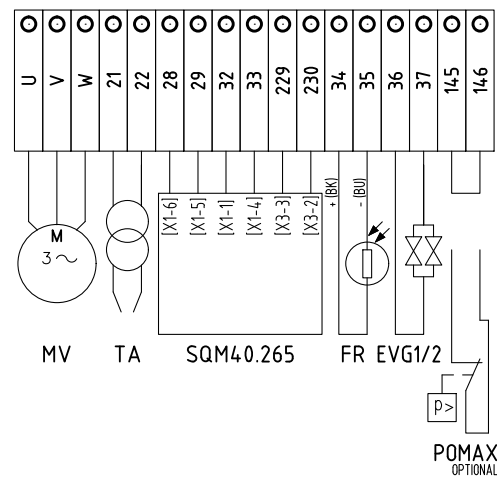 U V W 21 22 28 29 32 33 229 230 34 35 36 37 145 146
[X1-6] [X1-5] [X1-1] [X1-4] [X3-3] [X3-2] + (BK) - (BU)
M
3~
MV TA SQM40.265 FR EVG1/2
p>
POMAX
OPTIONAL